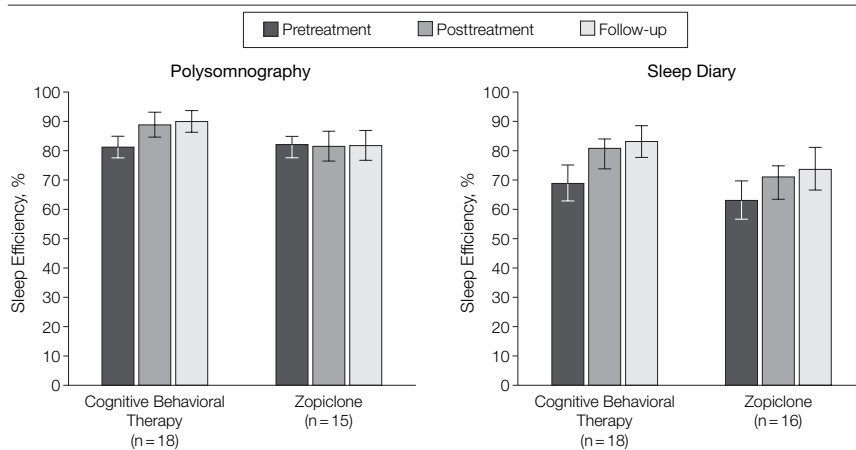 Pretreatment Posttreatment Follow-up
Polysomnography
Sleep Efficiency, %
100
90
80
70
60
50
40
30
20
10
0
Cognitive Behavioral
Therapy
(n=18)
Zopiclone
(n=15)
Sleep Diary
Sleep Efficiency, %
100
90
80
70
60
50
40
30
20
10
0
Cognitive Behavioral
Therapy
(n=18)
Zopiclone
(n=16)